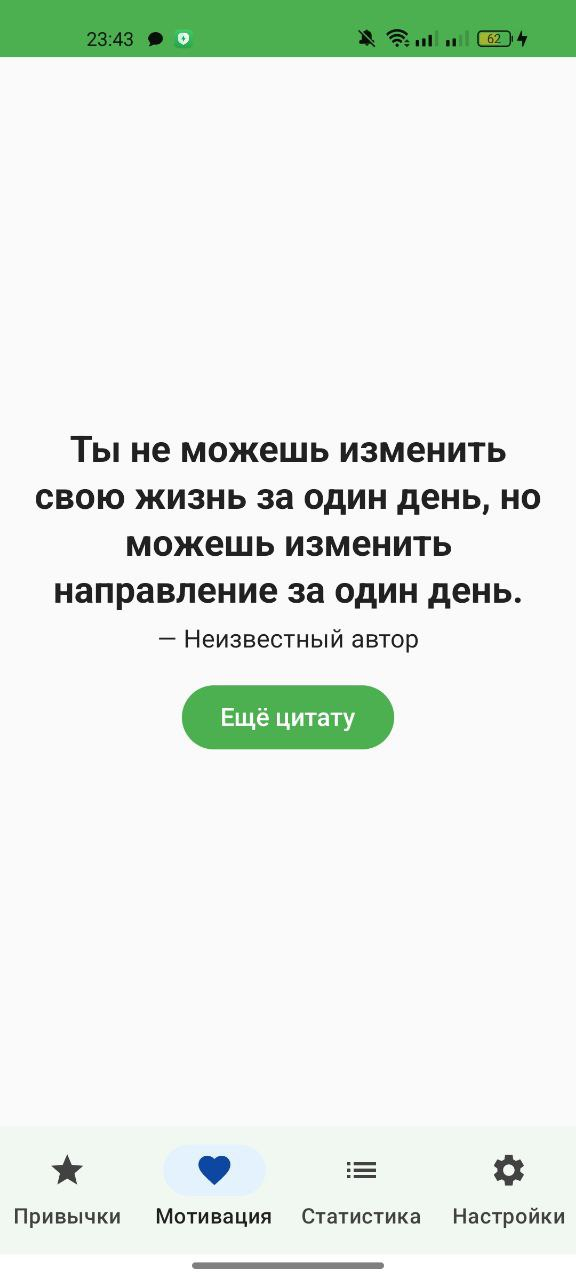 23:43
62
Ты не можешь изменить
свою жизнь за один день, но
можешь изменить
направление за один день.
— Неизвестный автор
Ещё цитату
Привычки Мотивация Статистика Настройки